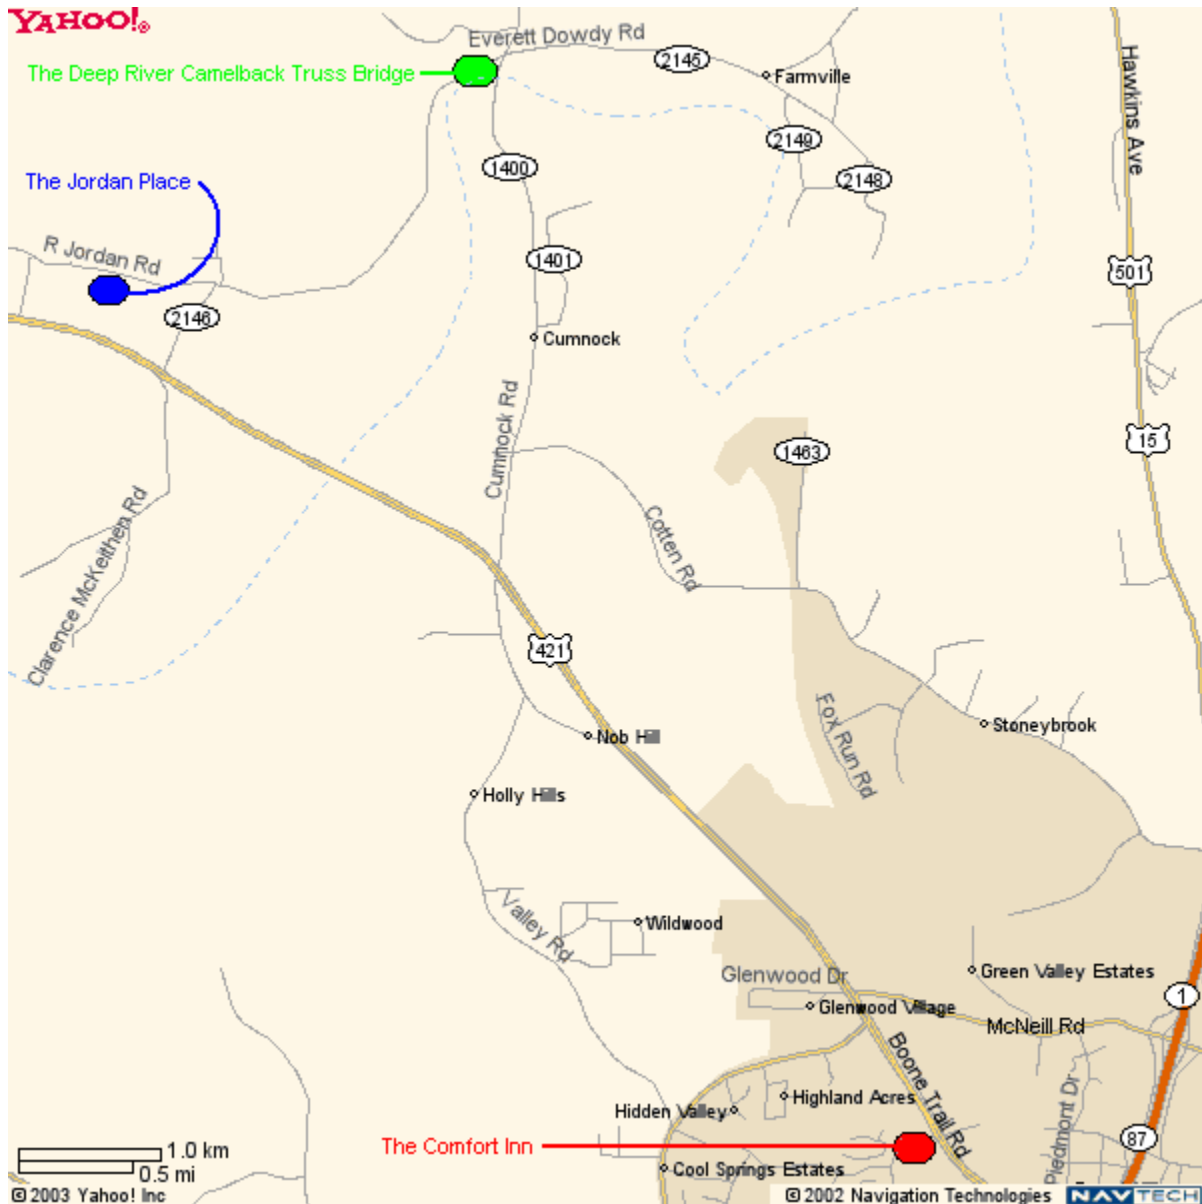 YAHOO!®
Everett Dowdy Rd
The Deep River Camelback Truss Bridge
2145
Farmville
Hawkins Ave
2149
1400
2148
The Jordan Place
R Jordan Rd
1401
501
2146
Cumnock
Cumnock Rd
1463
15
Cotten Rd
Clarence McKeithen Rd
421
Fox Run Rd
Stoneybrook
Nob Hill
Holly Hills
Valley Rd
Wildwood
Glenwood Dr
Green Valley Estates
1
Glenwood Village
McNeill Rd
Boone Trail Rd
Piedmont Dr
Highland Acres
Hidden Valley
87
The Comfort Inn
1.0 km
0.5 mi
Cool Springs Estates
© 2003 Yahoo! Inc
© 2002 Navigation Technologies
NAVTECH